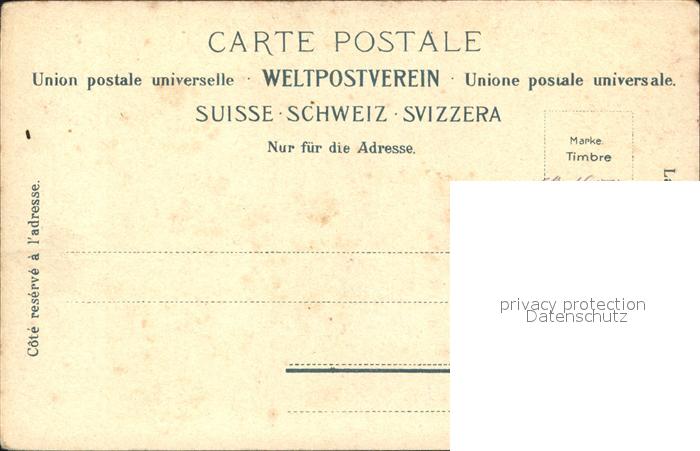 CARTE POSTALE
Union postale universelle · WELTPOSTVEREIN · Unione postale universale.
SUISSE · SCHWEIZ · SVIZZERA
Nur für die Adresse.
Marke.
Timbre
Côté resérvé à l'adresse.
privacy protection
Datenschutz